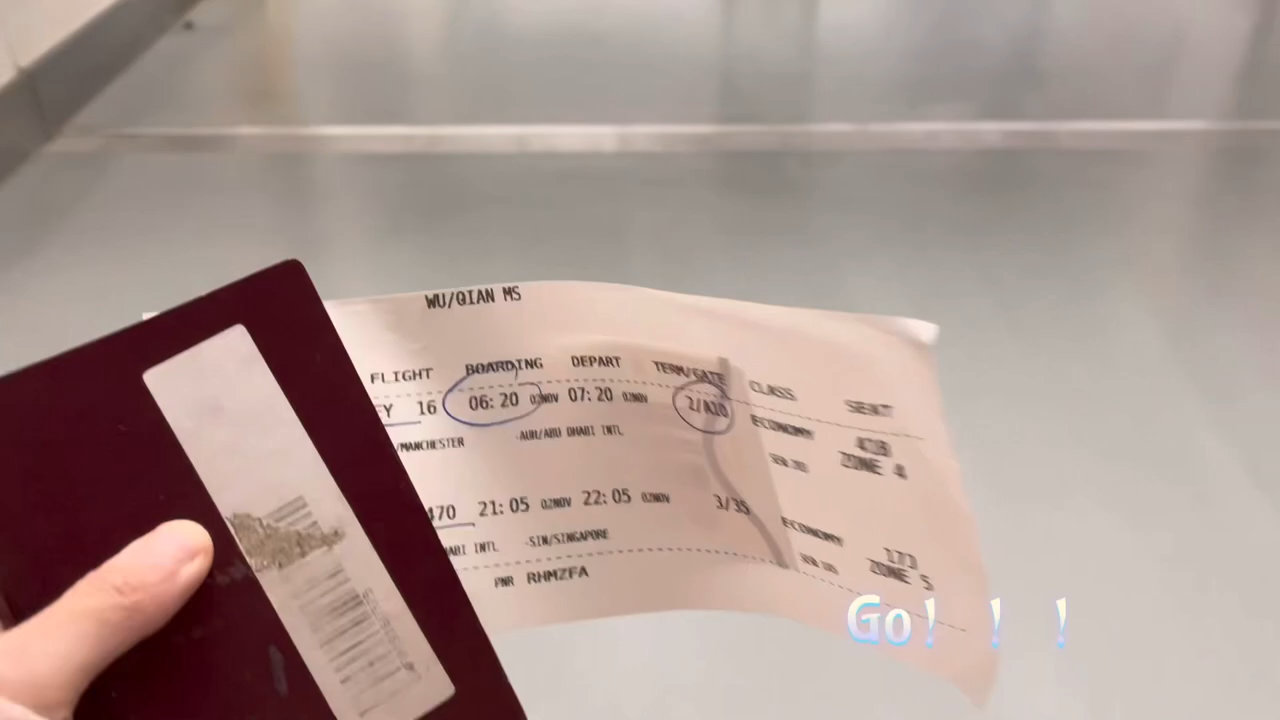 WU/QIAN MS
FLIGHT BOARDING DEPART TERM/GATE CLASS SEAT
EY 16 06:20 02NOV 07:20 02NOV 2/A10 ECONOMY 41B
/MANCHESTER -AUH/ABU DHABI INTL ZONE 4
470 21:05 02NOV 22:05 02NOV 3/35 ECONOMY
ABI INTL -SIN/SINGAPORE ZONE 5
PNR RHMZFA
Go! ! !